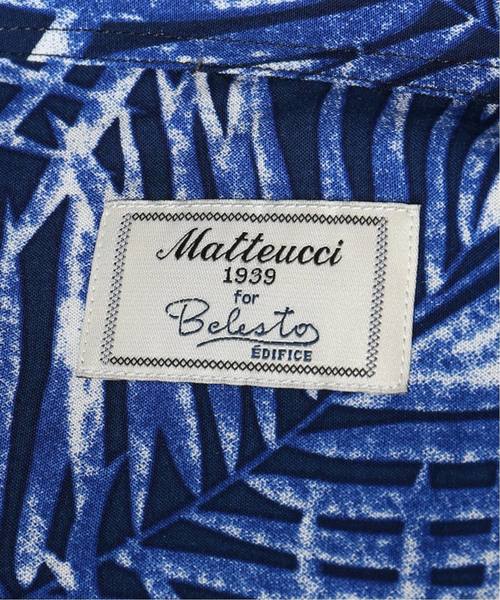 Matteucci
1939
for
Belesto
ÉDIFICE